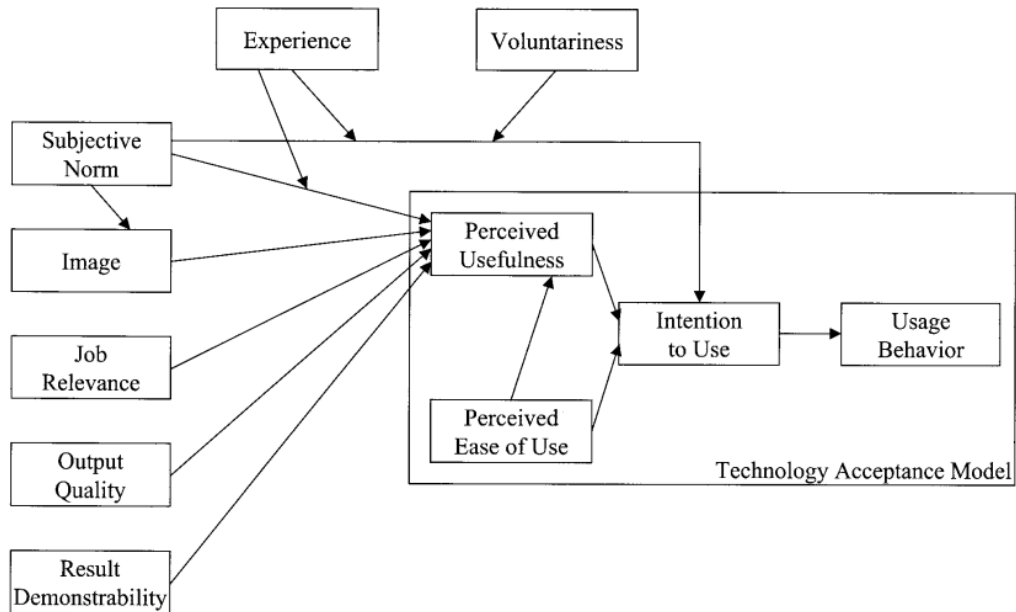 Experience
Voluntariness
Subjective
Norm
Image
Perceived
Usefulness
Job
Relevance
Intention
to Use
Usage
Behavior
Perceived
Ease of Use
Output
Quality
Technology Acceptance Model
Result
Demonstrability